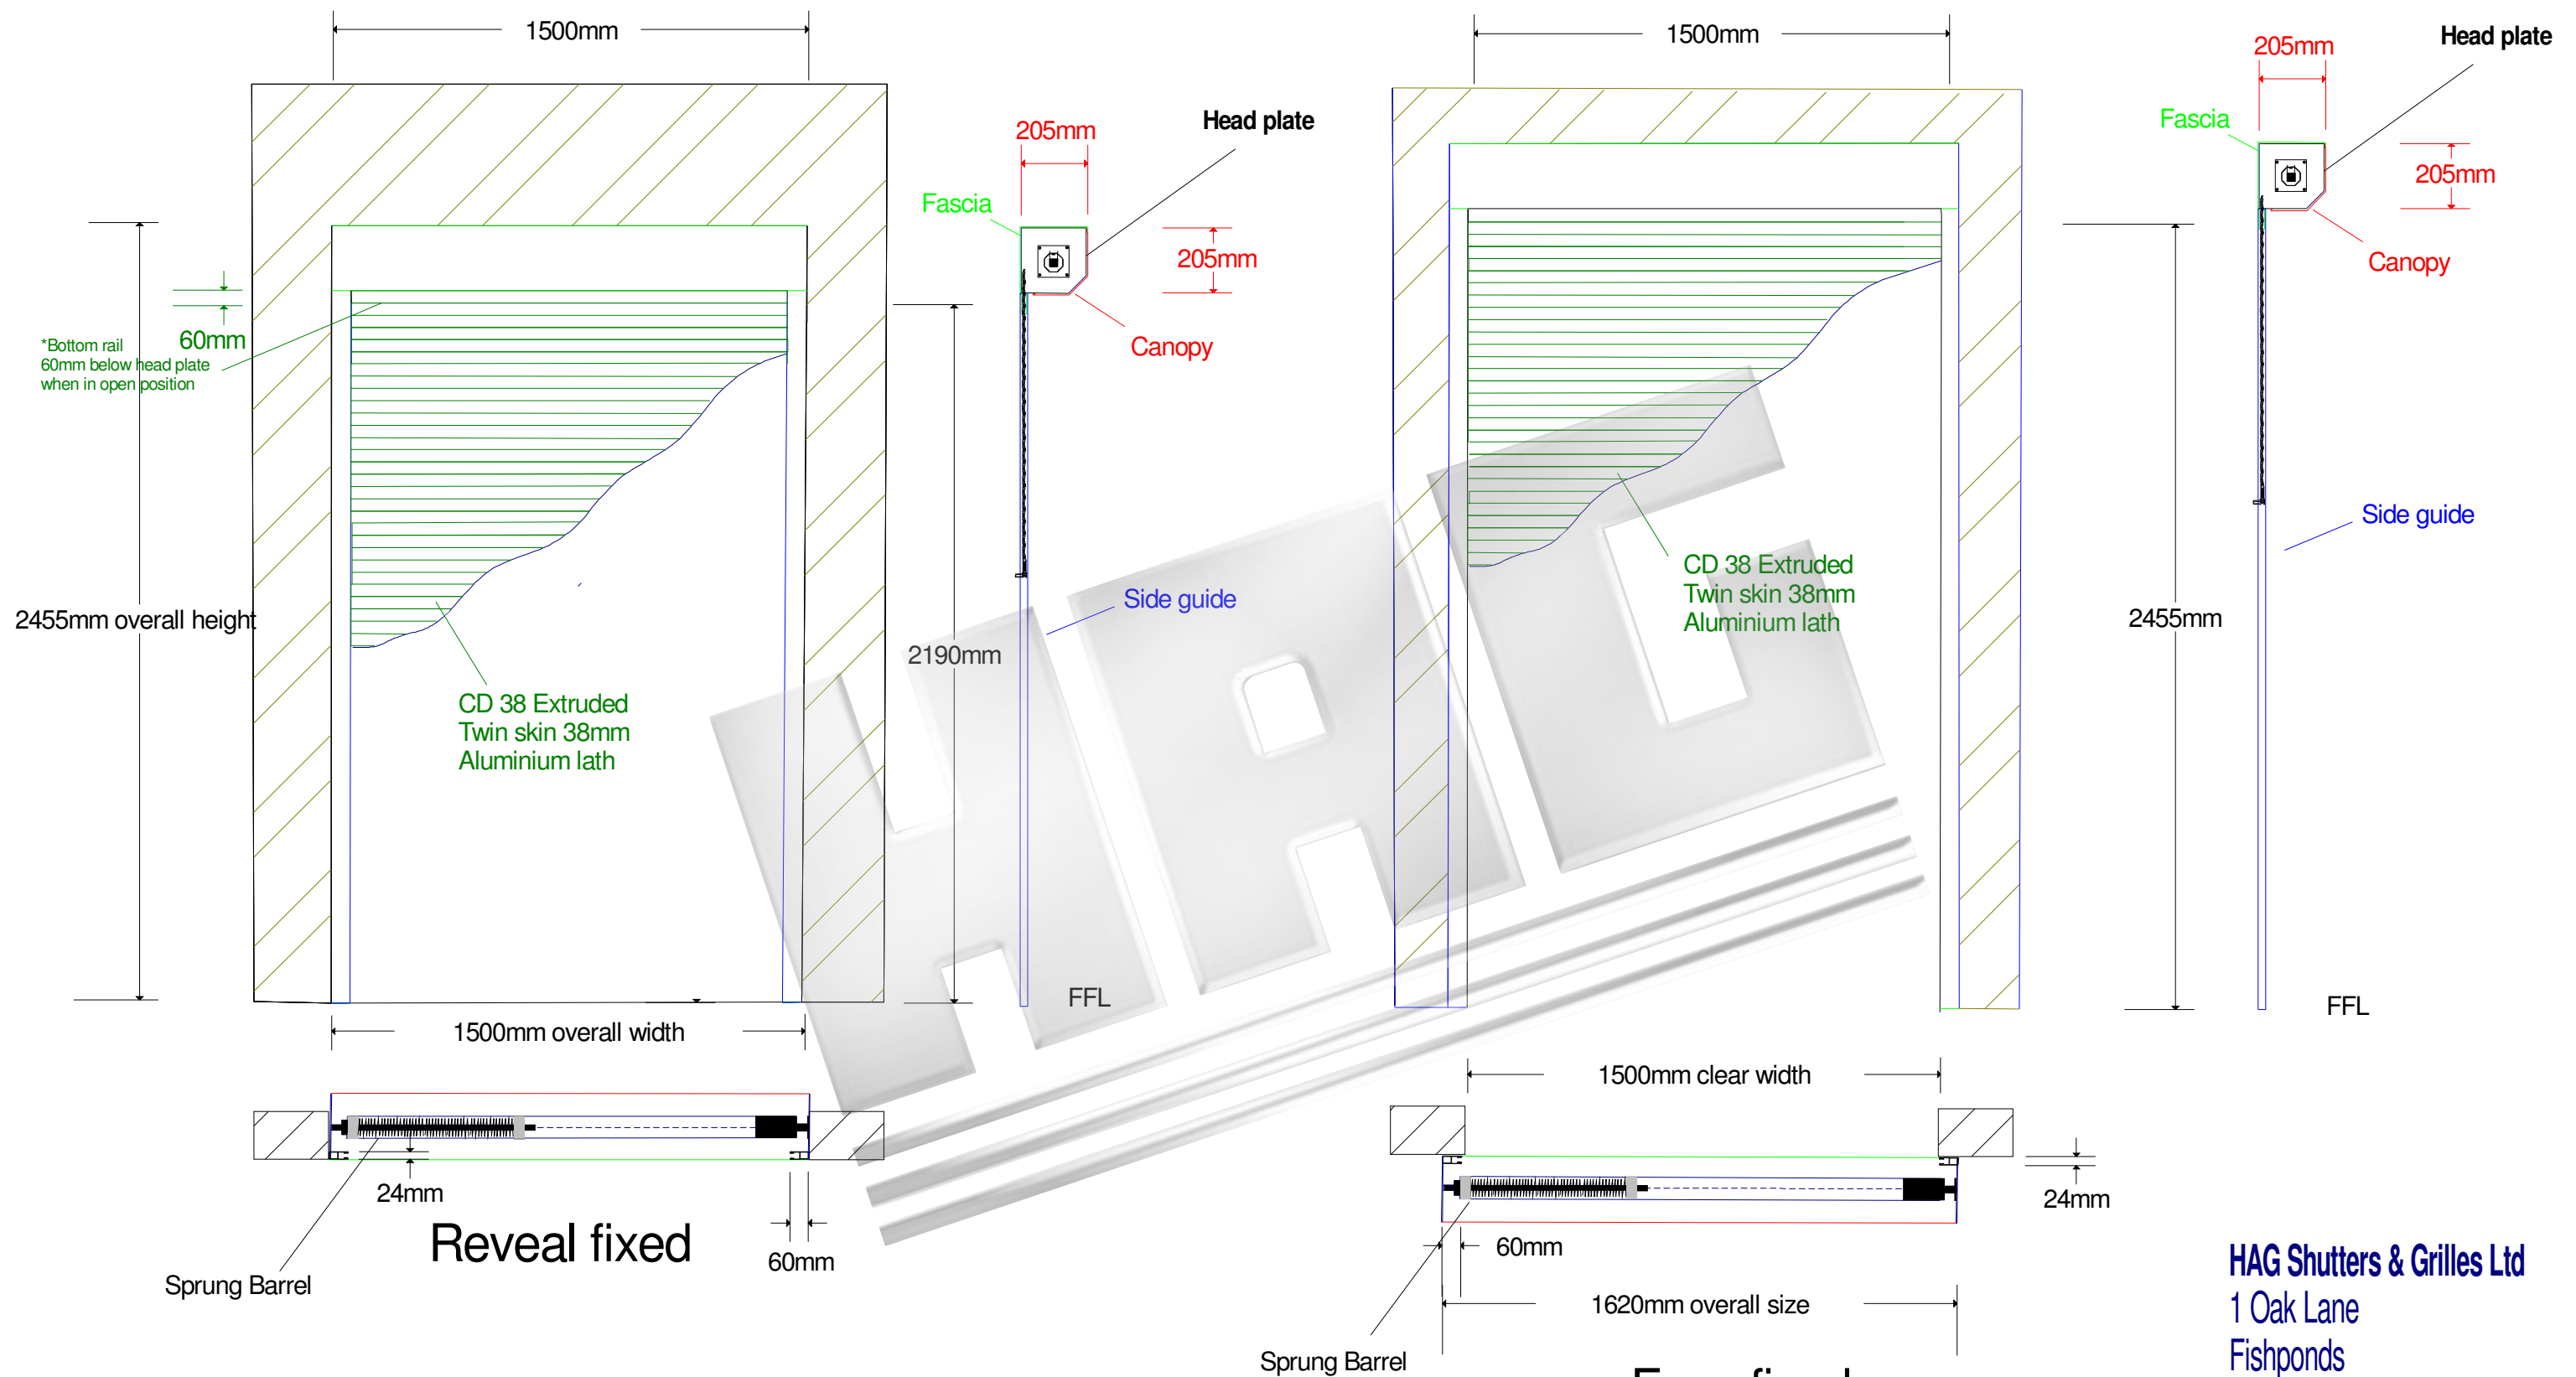 1500mm
1500mm
205mm
Head plate
205mm
Head plate
Fascia
Fascia
205mm
205mm
Canopy
Canopy
60mm
*Bottom rail
60mm below head plate
when in open position
Side guide
Side guide
CD 38 Extruded
Twin skin 38mm
Aluminium lath
CD 38 Extruded
Twin skin 38mm
Aluminium lath
2455mm overall height
2190mm
2455mm
HAG
FFL
FFL
1500mm overall width
1500mm clear width
24mm
24mm
Reveal fixed
60mm
60mm
Sprung Barrel
1620mm overall size
Sprung Barrel
HAG Shutters & Grilles Ltd
1 Oak Lane
Fishponds